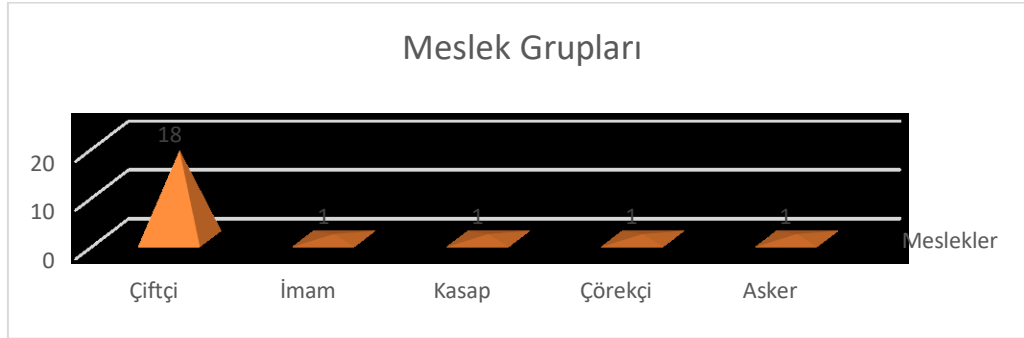 Meslek Grupları
18
20
10
0
1 1 1 1
Meslekler
Çiftçi İmam Kasap Çörekçi Asker